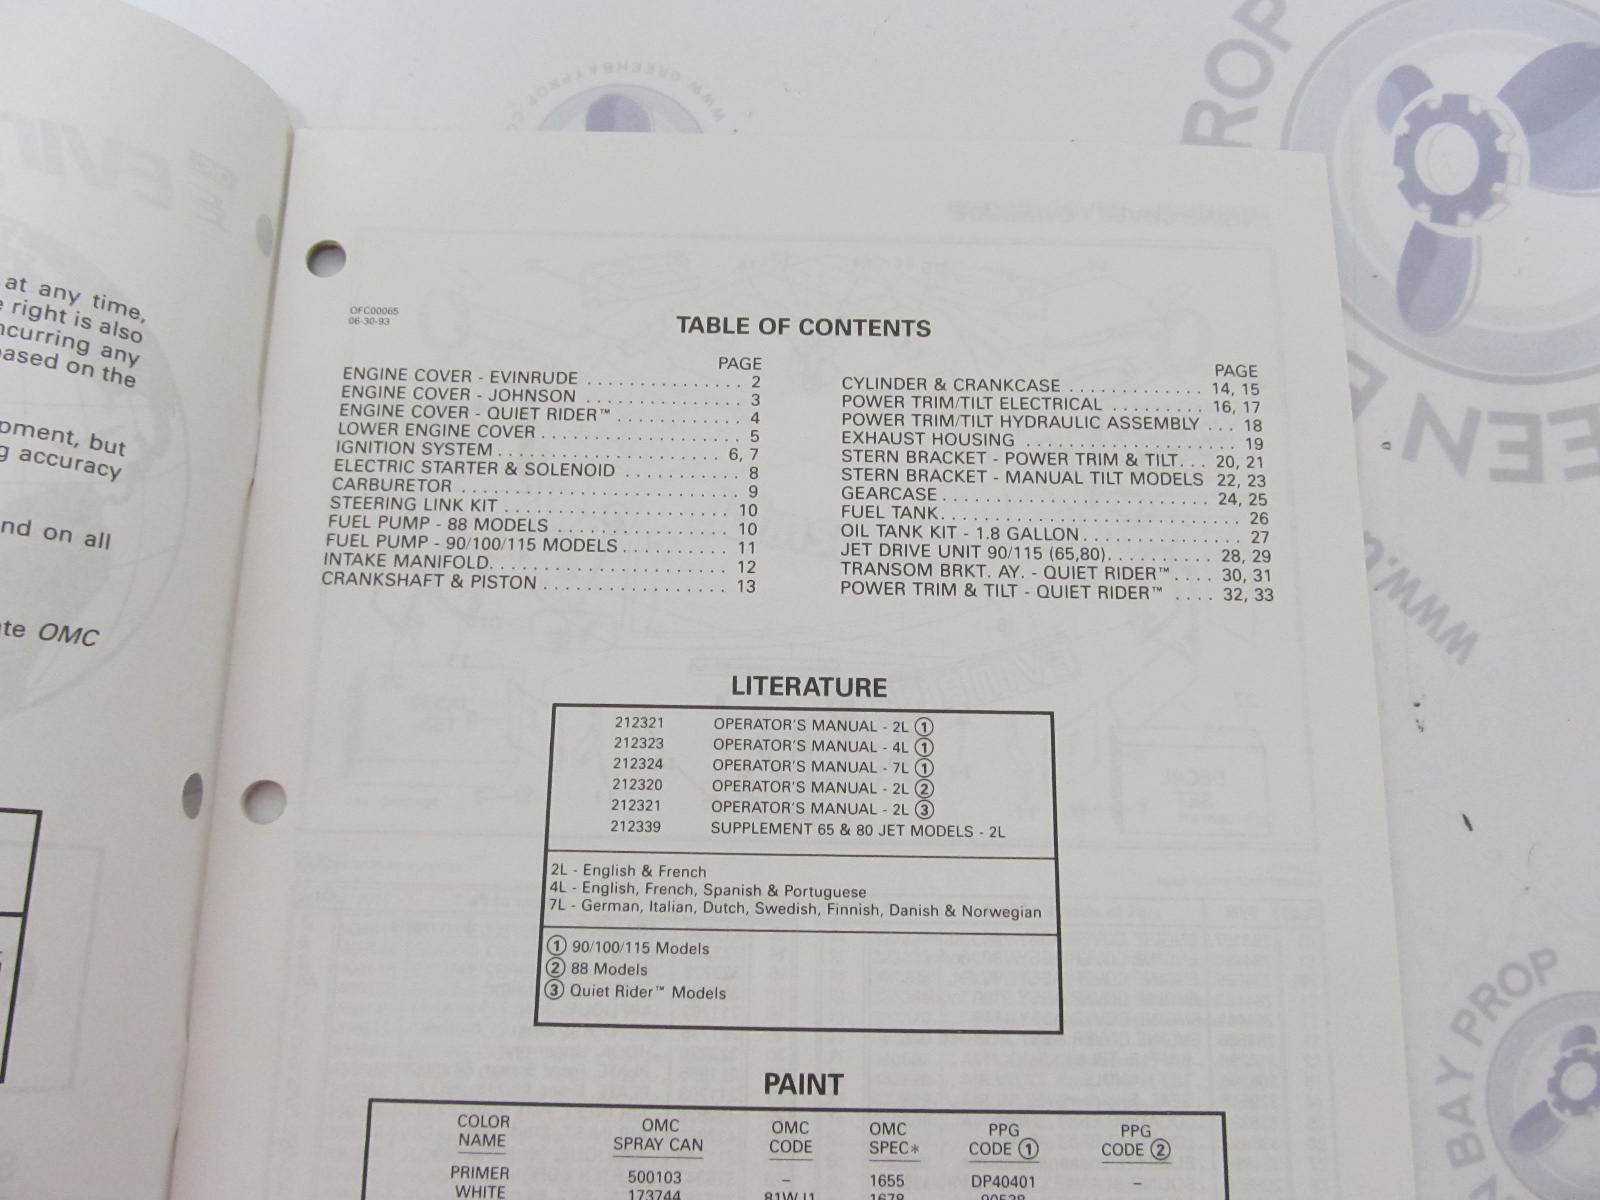 at any time,
right is also
ncurring any
based on the
pment, but
g accuracy
nd on all
te OMC
OFC00065
06-30-93
TABLE OF CONTENTS
PAGE
ENGINE COVER - EVINRUDE . . . . . . . . . . . . . . . 2
ENGINE COVER - JOHNSON . . . . . . . . . . . . . . . 3
ENGINE COVER - QUIET RIDER™ . . . . . . . . . . . . 4
LOWER ENGINE COVER . . . . . . . . . . . . . . . . . . . 5
IGNITION SYSTEM . . . . . . . . . . . . . . . . . . . . . . 6, 7
ELECTRIC STARTER & SOLENOID . . . . . . . . . . . 8
CARBURETOR . . . . . . . . . . . . . . . . . . . . . . . . . . 9
STEERING LINK KIT . . . . . . . . . . . . . . . . . . . . . 10
FUEL PUMP - 88 MODELS . . . . . . . . . . . . . . . . 10
FUEL PUMP - 90/100/115 MODELS . . . . . . . . . . 11
INTAKE MANIFOLD. . . . . . . . . . . . . . . . . . . . . . . 12
CRANKSHAFT & PISTON . . . . . . . . . . . . . . . . . . 13
PAGE
CYLINDER & CRANKCASE . . . . . . . . . . . . . 14, 15
POWER TRIM/TILT ELECTRICAL . . . . . . . . . 16, 17
POWER TRIM/TILT HYDRAULIC ASSEMBLY . . . 18
EXHAUST HOUSING . . . . . . . . . . . . . . . . . . . . 19
STERN BRACKET - POWER TRIM & TILT. . . 20, 21
STERN BRACKET - MANUAL TILT MODELS 22, 23
GEARCASE . . . . . . . . . . . . . . . . . . . . . . . . . . 24, 25
FUEL TANK. . . . . . . . . . . . . . . . . . . . . . . . . . . . . 26
OIL TANK KIT - 1.8 GALLON . . . . . . . . . . . . . . . 27
JET DRIVE UNIT 90/115 (65,80). . . . . . . . . . 28, 29
TRANSOM BRKT. AY. - QUIET RIDER™ . . . . 30, 31
POWER TRIM & TILT - QUIET RIDER™ . . . . 32, 33
LITERATURE
212321 OPERATOR'S MANUAL - 2L ①
212323 OPERATOR'S MANUAL - 4L ①
212324 OPERATOR'S MANUAL - 7L ①
212320 OPERATOR'S MANUAL - 2L ②
212321 OPERATOR'S MANUAL - 2L ③
212339 SUPPLEMENT 65 & 80 JET MODELS - 2L
2L - English & French
4L - English, French, Spanish & Portuguese
7L - German, Italian, Dutch, Swedish, Finnish, Danish & Norwegian
① 90/100/115 Models
② 88 Models
③ Quiet Rider™ Models
PAINT
COLOR NAME OMC SPRAY CAN OMC CODE OMC SPEC* PPG CODE ① PPG CODE ②
PRIMER 500103 – 1655 DP40401 –
WHITE 173744 81WJ1 1678 90528